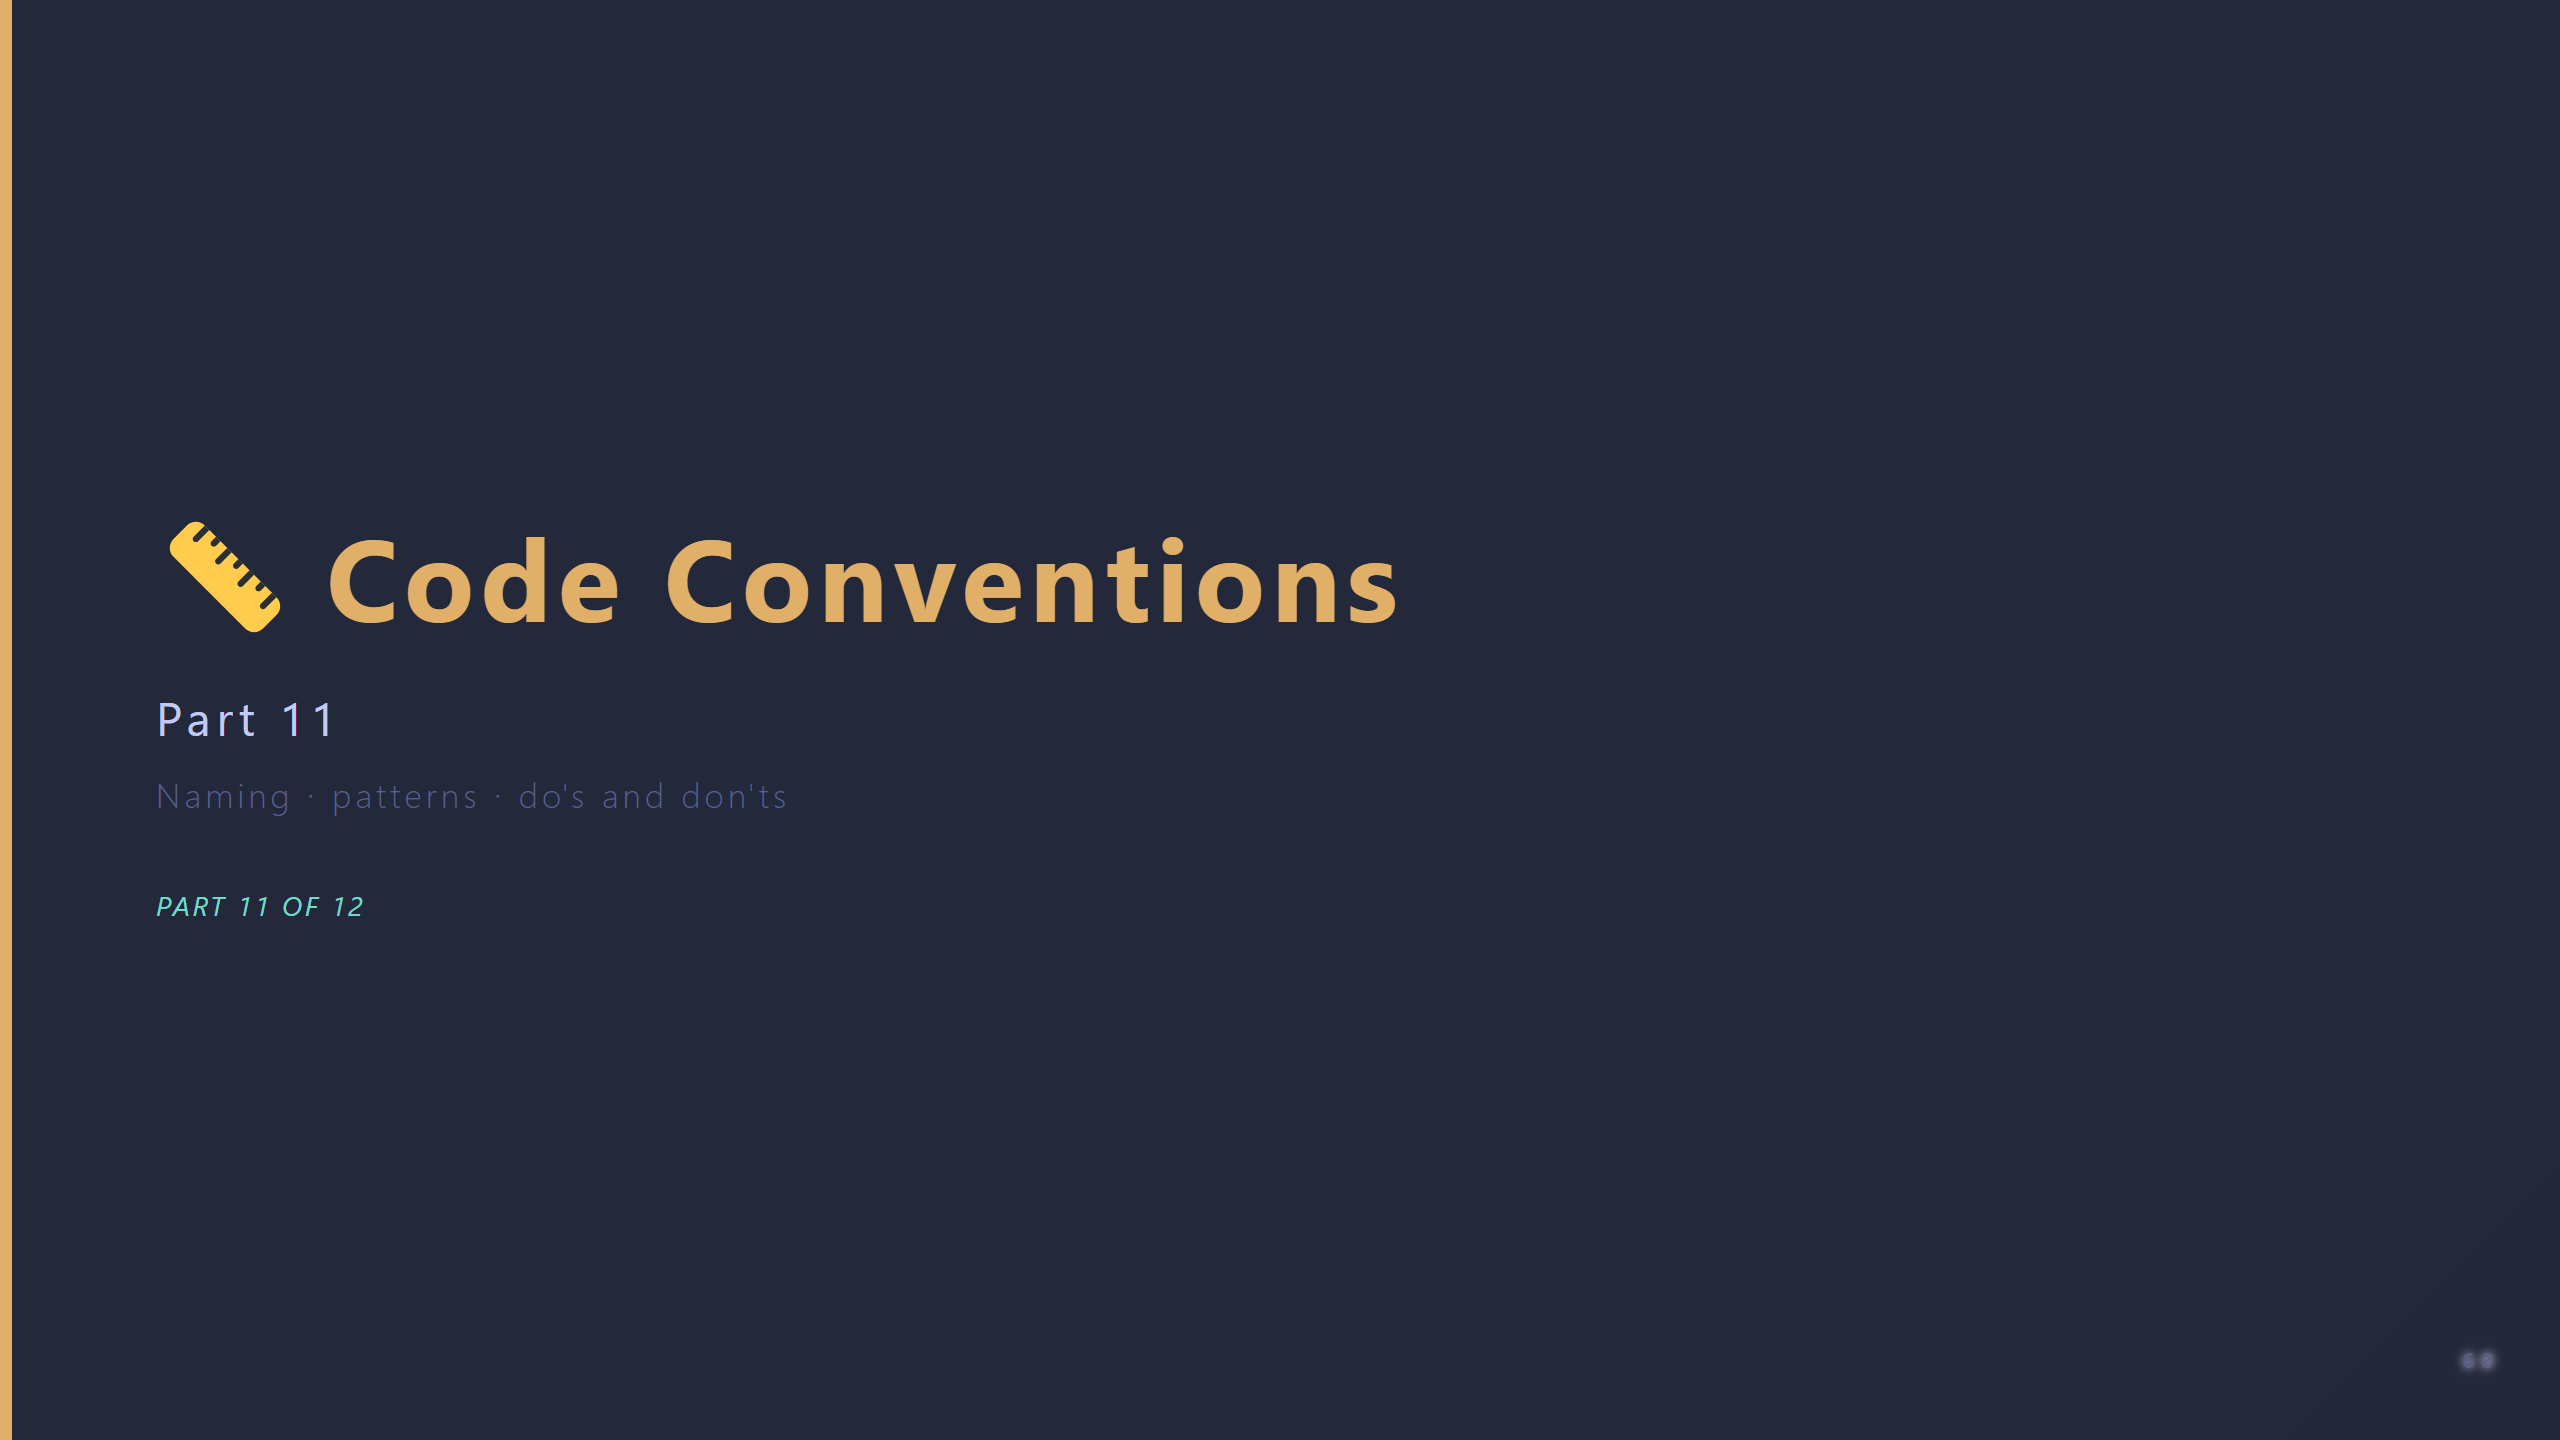 Code Conventions
Part 11
Naming · patterns · do's and don'ts
PART 11 OF 12